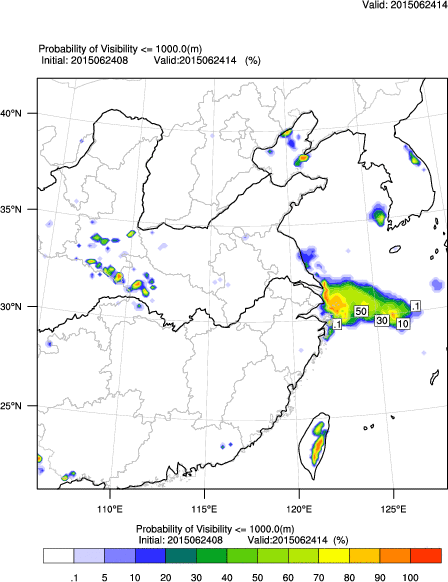 Valid: 2015062414
Probability of Visibility <= 1000.0(m)
Initial: 2015062408 Valid:2015062414 (%)
40°N
35°N
30°N
25°N
.1
50
.1
30
10
110°E 115°E 120°E 125°E
Probability of Visibility <= 1000.0(m)
Initial: 2015062408 Valid:2015062414 (%)
.1 5 10 20 30 40 50 60 70 80 90 100